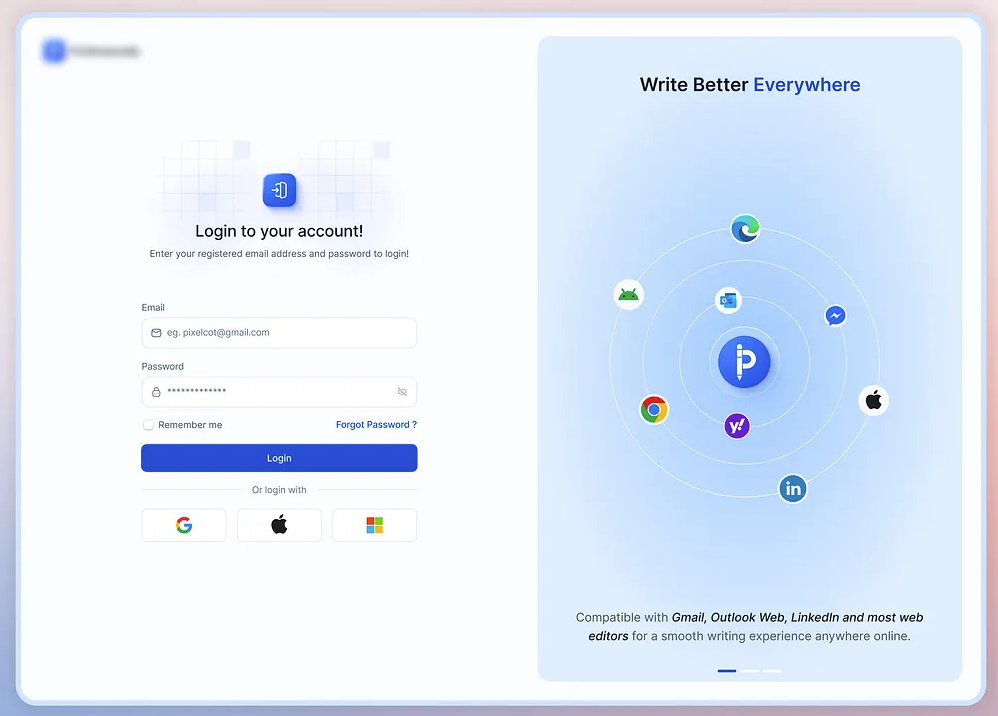 Login to your account!
Enter your registered email address and password to login!
Email
eg. pixelcot@gmail.com
Password
*************
Remember me
Forgot Password ?
Login
Or login with
Write Better Everywhere
y!
in
Compatible with Gmail, Outlook Web, LinkedIn and most web
editors for a smooth writing experience anywhere online.